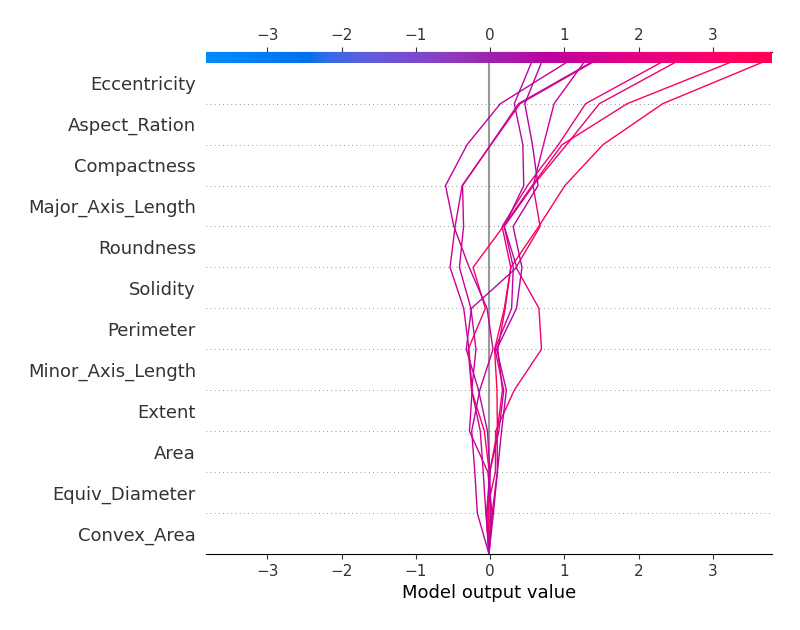 −3 −2 −1 0 1 2 3
Eccentricity
Aspect_Ration
Compactness
Major_Axis_Length
Roundness
Solidity
Perimeter
Minor_Axis_Length
Extent
Area
Equiv_Diameter
Convex_Area
−3 −2 −1 0 1 2 3
Model output value